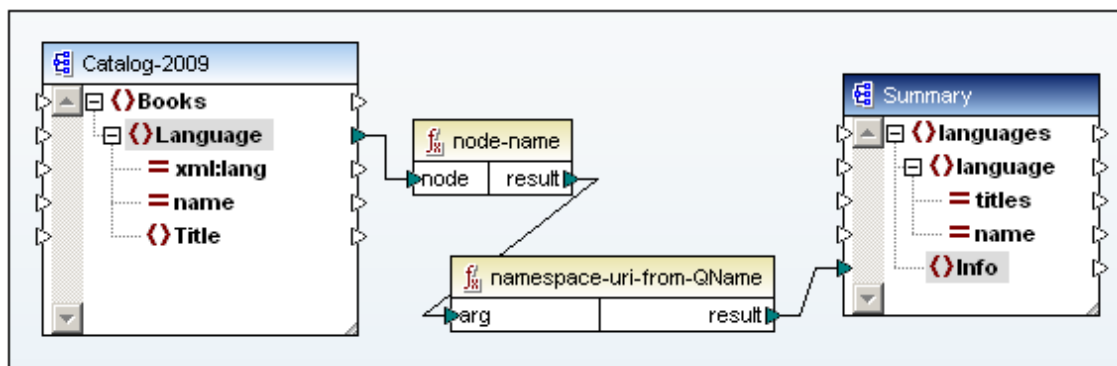 Catalog-2009
Books
Language
xml:lang
name
Title
node-name
node result
namespace-uri-from-QName
arg result
Summary
languages
language
titles
name
Info